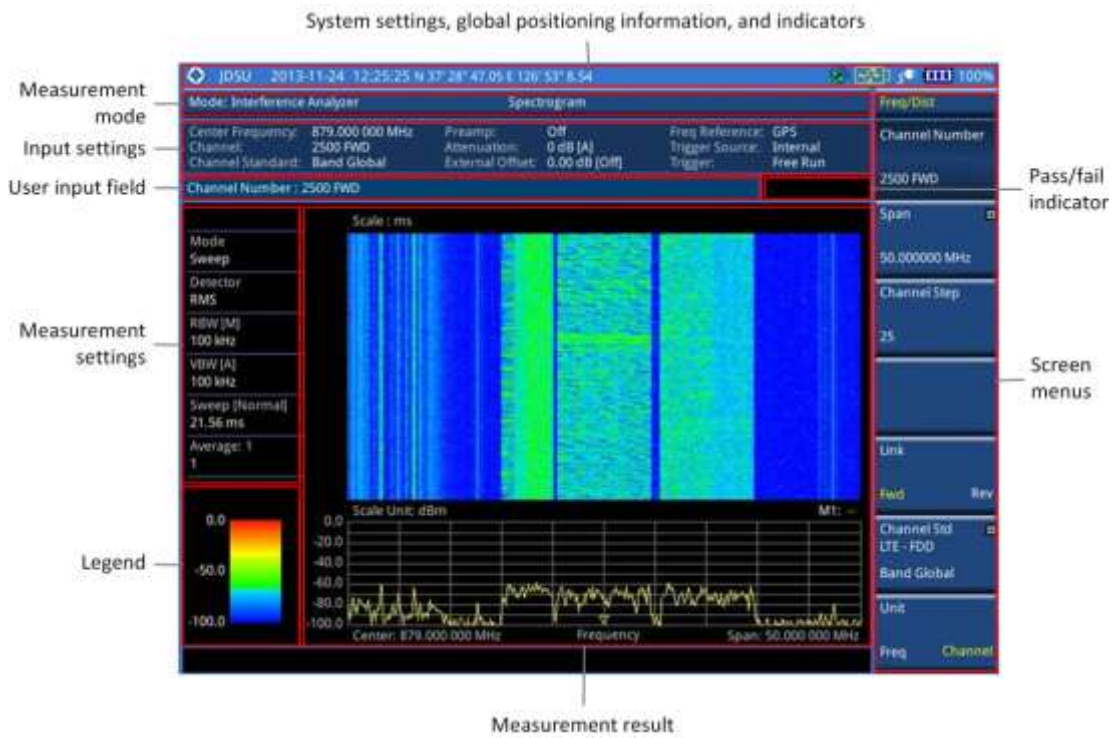 System settings, global positioning information, and indicators
JDSU 2013-11-24 12:25:25 N 37° 28" 47.05 E 126° 53" 8.54 100%
Measurement mode
Mode: Interference Analyzer Spectrogram
Freq/Dist
Input settings
Center Frequency: 879.000 000 MHz Preamp: Off Freq Reference: GPS
Channel: 2500 FWD Attenuation: 0 dB [A] Trigger Source: Internal
Channel Standard: Band Global External Offset: 0.00 dB [Off] Trigger: Free Run
Channel Number
2500 FWD
User input field
Channel Number : 2500 FWD
Pass/fail
indicator
Scale : ms
Span
50.000000 MHz
Measurement
settings
Mode
Sweep
Detector
RMS
RBW [M]
100 kHz
VBW [A]
100 kHz
Sweep [Normal]
21.56 ms
Average: 1
1
Channel Step
25
Screen
menus
Link
Fwd Rev
Channel Std
LTE - FDD
Band Global
Unit
Freq Channel
Legend
0.0
-50.0
-100.0
Scale Unit: dBm M1: --
0.0
-20.0
-40.0
-60.0
-80.0
-100.0
Center: 879.000 000 MHz Frequency Span: 50.000 000 MHz
Measurement result